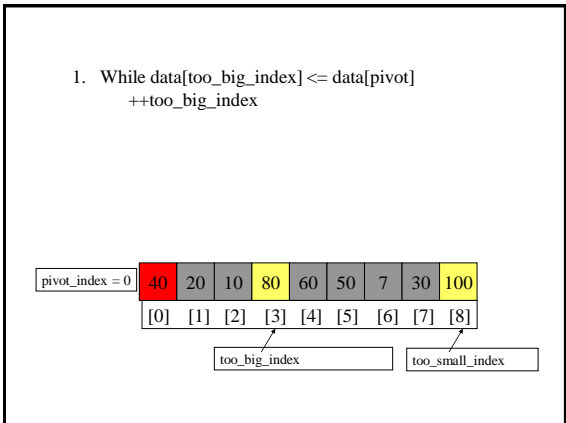 1. While data[too_big_index] <= data[pivot]
++too_big_index
pivot_index = 0 40 20 10 80 60 50 7 30 100
[0] [1] [2] [3] [4] [5] [6] [7] [8]
too_big_index too_small_index